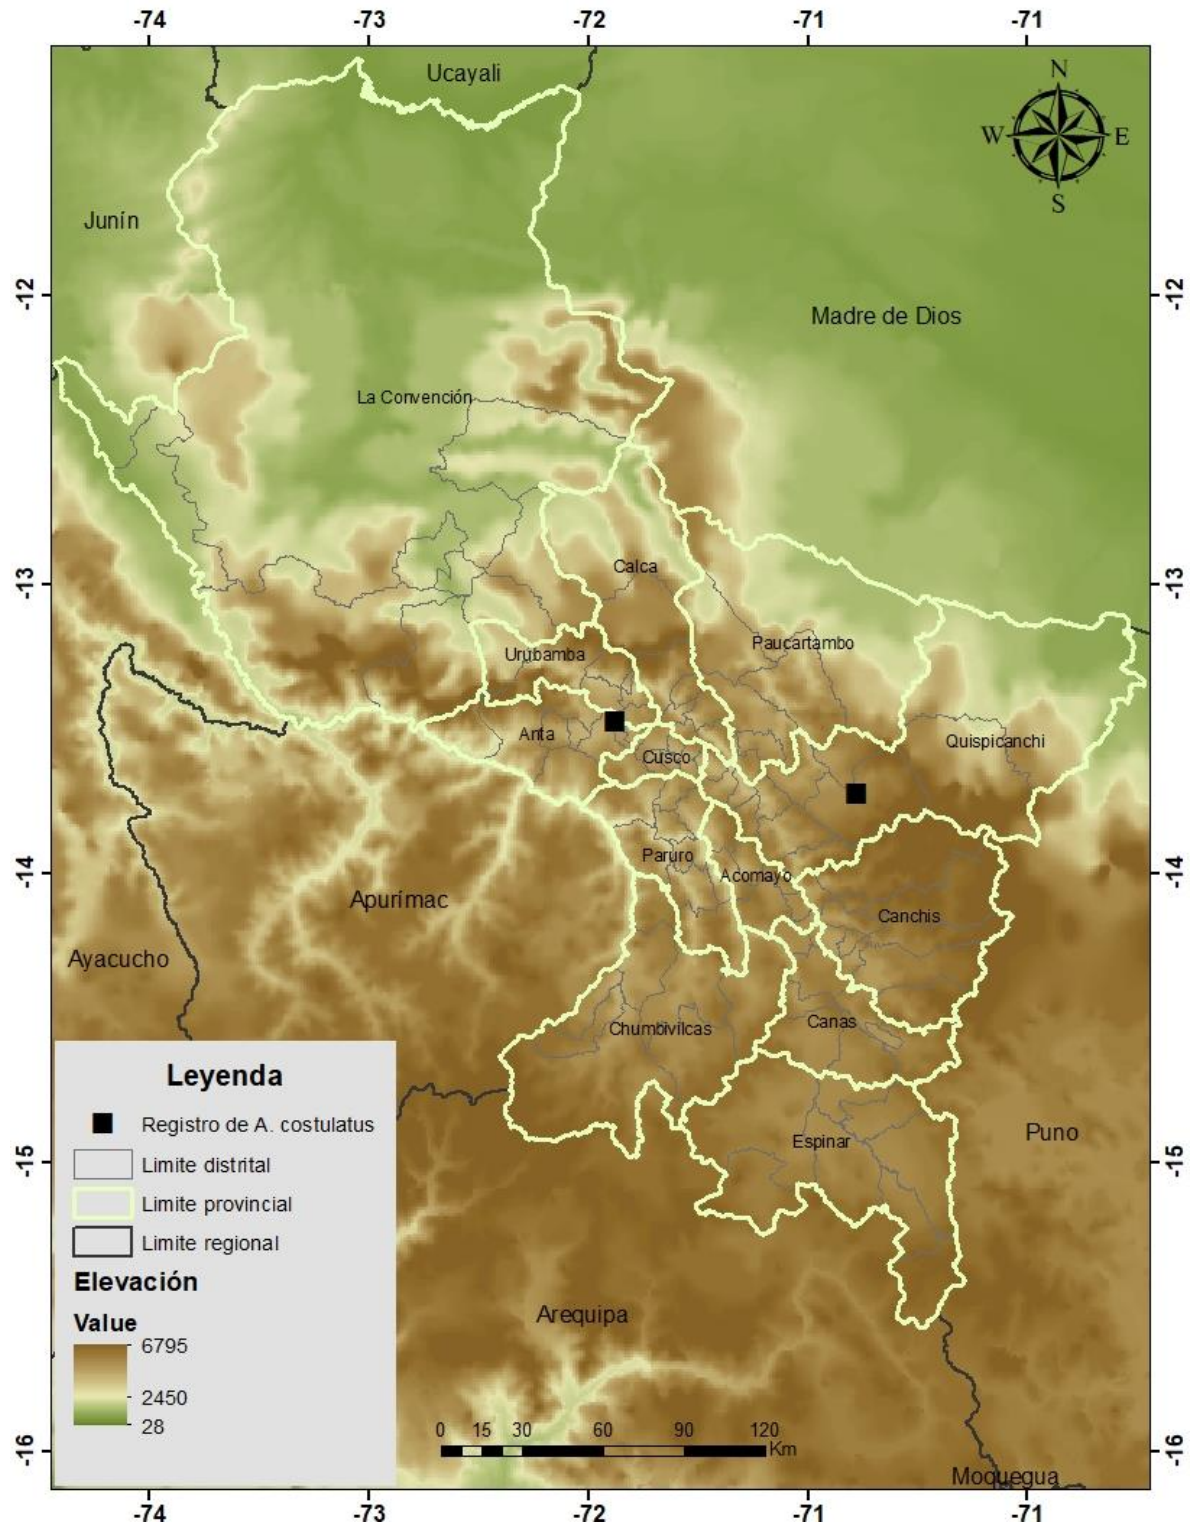 -74 -73 -72 -71 -71
Ucayali
N
W E
S
Junín
-12 -12
Madre de Dios
La Convención
Calca
-13 -13
Paucartambo
Urubamba
Anta
Quispicanchi
Cusco
Paruro
-14 -14
Acomayo
Apurímac
Canchis
Ayacucho
Canas
Chumbivilcas
Leyenda
Registro de A. costulatus
Limite distrital
Limite provincial
Limite regional
Elevación
Value
6795
2450
28
Puno
Espinar
-15 -15
Arequipa
0 15 30 60 90 120
Km
-16 -16
Moquegua
-74 -73 -72 -71 -71